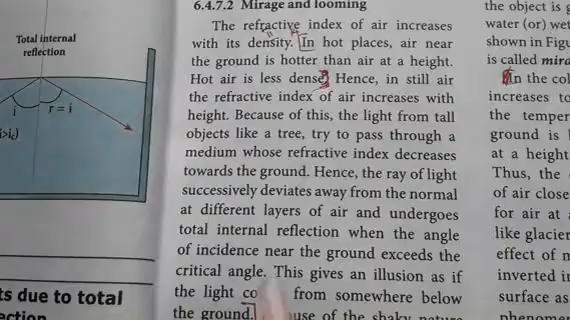 Total internal
reflection
i
r = i
i>ic)
ts due to total
6.4.7.2 Mirage and looming
The refractive index of air increases
with its density. In hot places, air near
the ground is hotter than air at a height.
Hot air is less dense. Hence, in still air
the refractive index of air increases with
height. Because of this, the light from tall
objects like a tree, try to pass through a
medium whose refractive index decreases
towards the ground. Hence, the ray of light
successively deviates away from the normal
at different layers of air and undergoes
total internal reflection when the angle
of incidence near the ground exceeds the
critical angle. This gives an illusion as if
the light co from somewhere below
the ground. use of the shaky nature
the object is g
water (or) wet
shown in Figu
is called mira
In the col
increases to
the temper
ground is l
at a height
Thus, the
of air close
for air at
like glacier
effect of m
inverted i
surface as
phenomen